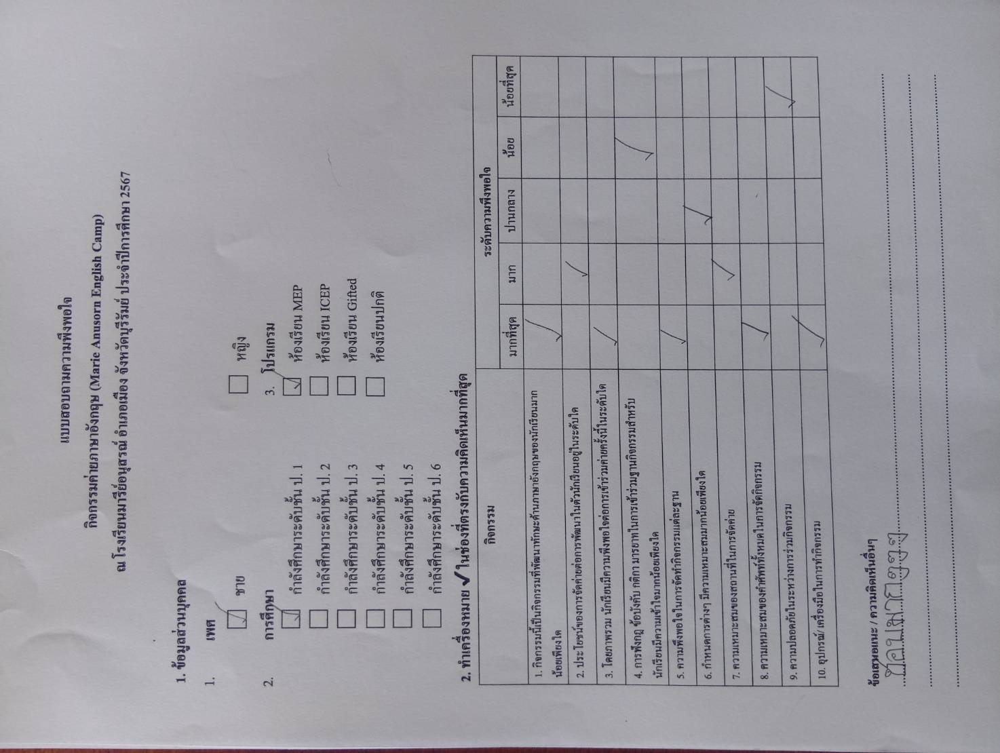 แบบสอบถามความพึงพอใจ
กิจกรรมค่ายภาษาอังกฤษ (Marie Anusorn English Camp)
ณ โรงเรียนมารีย์อนุสรณ์ อำเภอเมือง จังหวัดบุรีรัมย์ ประจำปีการศึกษา 2567
1. ข้อมูลส่วนบุคคล
1. เพศ
☑ ชาย ☐ หญิง
2. การศึกษา 3. โปรแกรม
☑ กำลังศึกษาระดับชั้น ป. 1 ☑ ห้องเรียน MEP
☐ กำลังศึกษาระดับชั้น ป. 2 ☐ ห้องเรียน ICEP
☐ กำลังศึกษาระดับชั้น ป. 3 ☐ ห้องเรียน Gifted
☐ กำลังศึกษาระดับชั้น ป. 4 ☐ ห้องเรียนปกติ
☐ กำลังศึกษาระดับชั้น ป. 5
☐ กำลังศึกษาระดับชั้น ป. 6
2. ทำเครื่องหมาย ✓ ในช่องที่ตรงกับความคิดเห็นมากที่สุด
กิจกรรม ระดับความพึงพอใจ
มากที่สุด มาก ปานกลาง น้อย น้อยที่สุด
1. กิจกรรมนี้เป็นกิจกรรมที่พัฒนาทักษะด้านภาษาอังกฤษของนักเรียนมาก ✓
น้อยเพียงใด
2. ประโยชน์ของการจัดค่ายต่อการพัฒนาในตัวนักเรียนอยู่ในระดับใด ✓
3. โดยภาพรวม นักเรียนมีความพึงพอใจต่อการเข้าร่วมค่ายครั้งนี้ในระดับใด ✓
4. การฟังกฎ ข้อบังคับ กติกา มารยาทในการเข้าร่วมฐานกิจกรรมสำหรับ ✓
นักเรียนมีความเข้าใจมากน้อยเพียงใด
5. ความพึงพอใจในการจัดทำกิจกรรมแต่ละฐาน ✓
6. กำหนดการต่างๆ มีความเหมาะสมมากน้อยเพียงใด ✓
7. ความเหมาะสมของสถานที่ในการจัดค่าย ✓
8. ความเหมาะสมของคำศัพท์ทั้งหมดในการจัดกิจกรรม ✓
9. ความปลอดภัยในระหว่างการร่วมกิจกรรม ✓
10. อุปกรณ์/ เครื่องมือในการทำกิจกรรม ✓
ข้อเสนอแนะ / ความคิดเห็นอื่นๆ
ชอบมาก